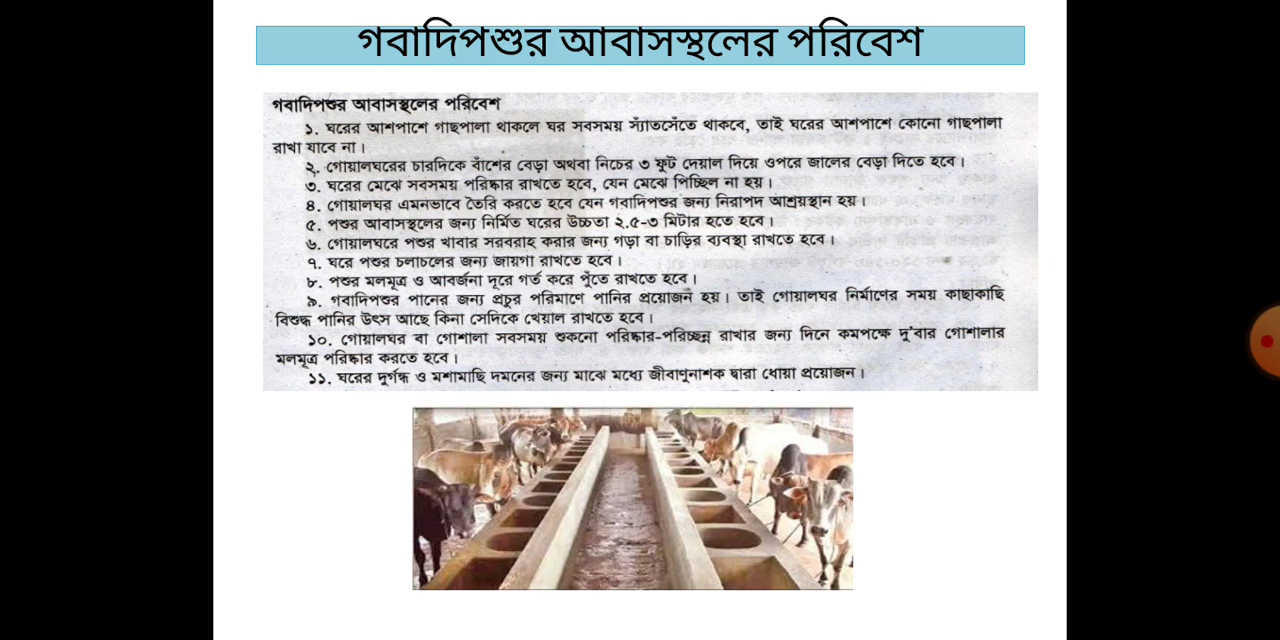 গবাদিপশুর আবাসস্থলের পরিবেশ
গবাদিপশুর আবাসস্থলের পরিবেশ
১. ঘরের আশপাশে গাছপালা থাকলে ঘর সবসময় স্যাঁতসেঁতে থাকবে, তাই ঘরের আশপাশে কোনো গাছপালা
রাখা যাবে না।
২. গোয়ালঘরের চারদিকে বাঁশের বেড়া অথবা নিচের ৩ ফুট দেয়াল দিয়ে ওপরে জালের বেড়া দিতে হবে।
৩. ঘরের মেঝে সবসময় পরিষ্কার রাখতে হবে, যেন মেঝে পিচ্ছিল না হয়।
৪. গোয়ালঘর এমনভাবে তৈরি করতে হবে যেন গবাদিপশুর জন্য নিরাপদ আশ্রয়স্থান হয়।
৫. পশুর আবাসস্থলের জন্য নির্মিত ঘরের উচ্চতা ২.৫-৩ মিটার হতে হবে।
৬. গোয়ালঘরে পশুর খাবার সরবরাহ করার জন্য গড়া বা চাড়ির ব্যবস্থা রাখতে হবে।
৭. ঘরে পশুর চলাচলের জন্য জায়গা রাখতে হবে।
৮. পশুর মলমূত্র ও আবর্জনা দূরে গর্ত করে পুঁতে রাখতে হবে।
৯. গবাদিপশুর পানের জন্য প্রচুর পরিমাণে পানির প্রয়োজন হয়। তাই গোয়ালঘর নির্মাণের সময় কাছাকাছি
বিশুদ্ধ পানির উৎস আছে কিনা সেদিকে খেয়াল রাখতে হবে।
১০. গোয়ালঘর বা গোশালা সবসময় শুকনো পরিষ্কার-পরিচ্ছন্ন রাখার জন্য দিনে কমপক্ষে দু'বার গোশালার
মলমূত্র পরিষ্কার করতে হবে।
১১. ঘরের দুর্গন্ধ ও মশামাছি দমনের জন্য মাঝে মধ্যে জীবাণুনাশক দ্বারা ধোয়া প্রয়োজন।